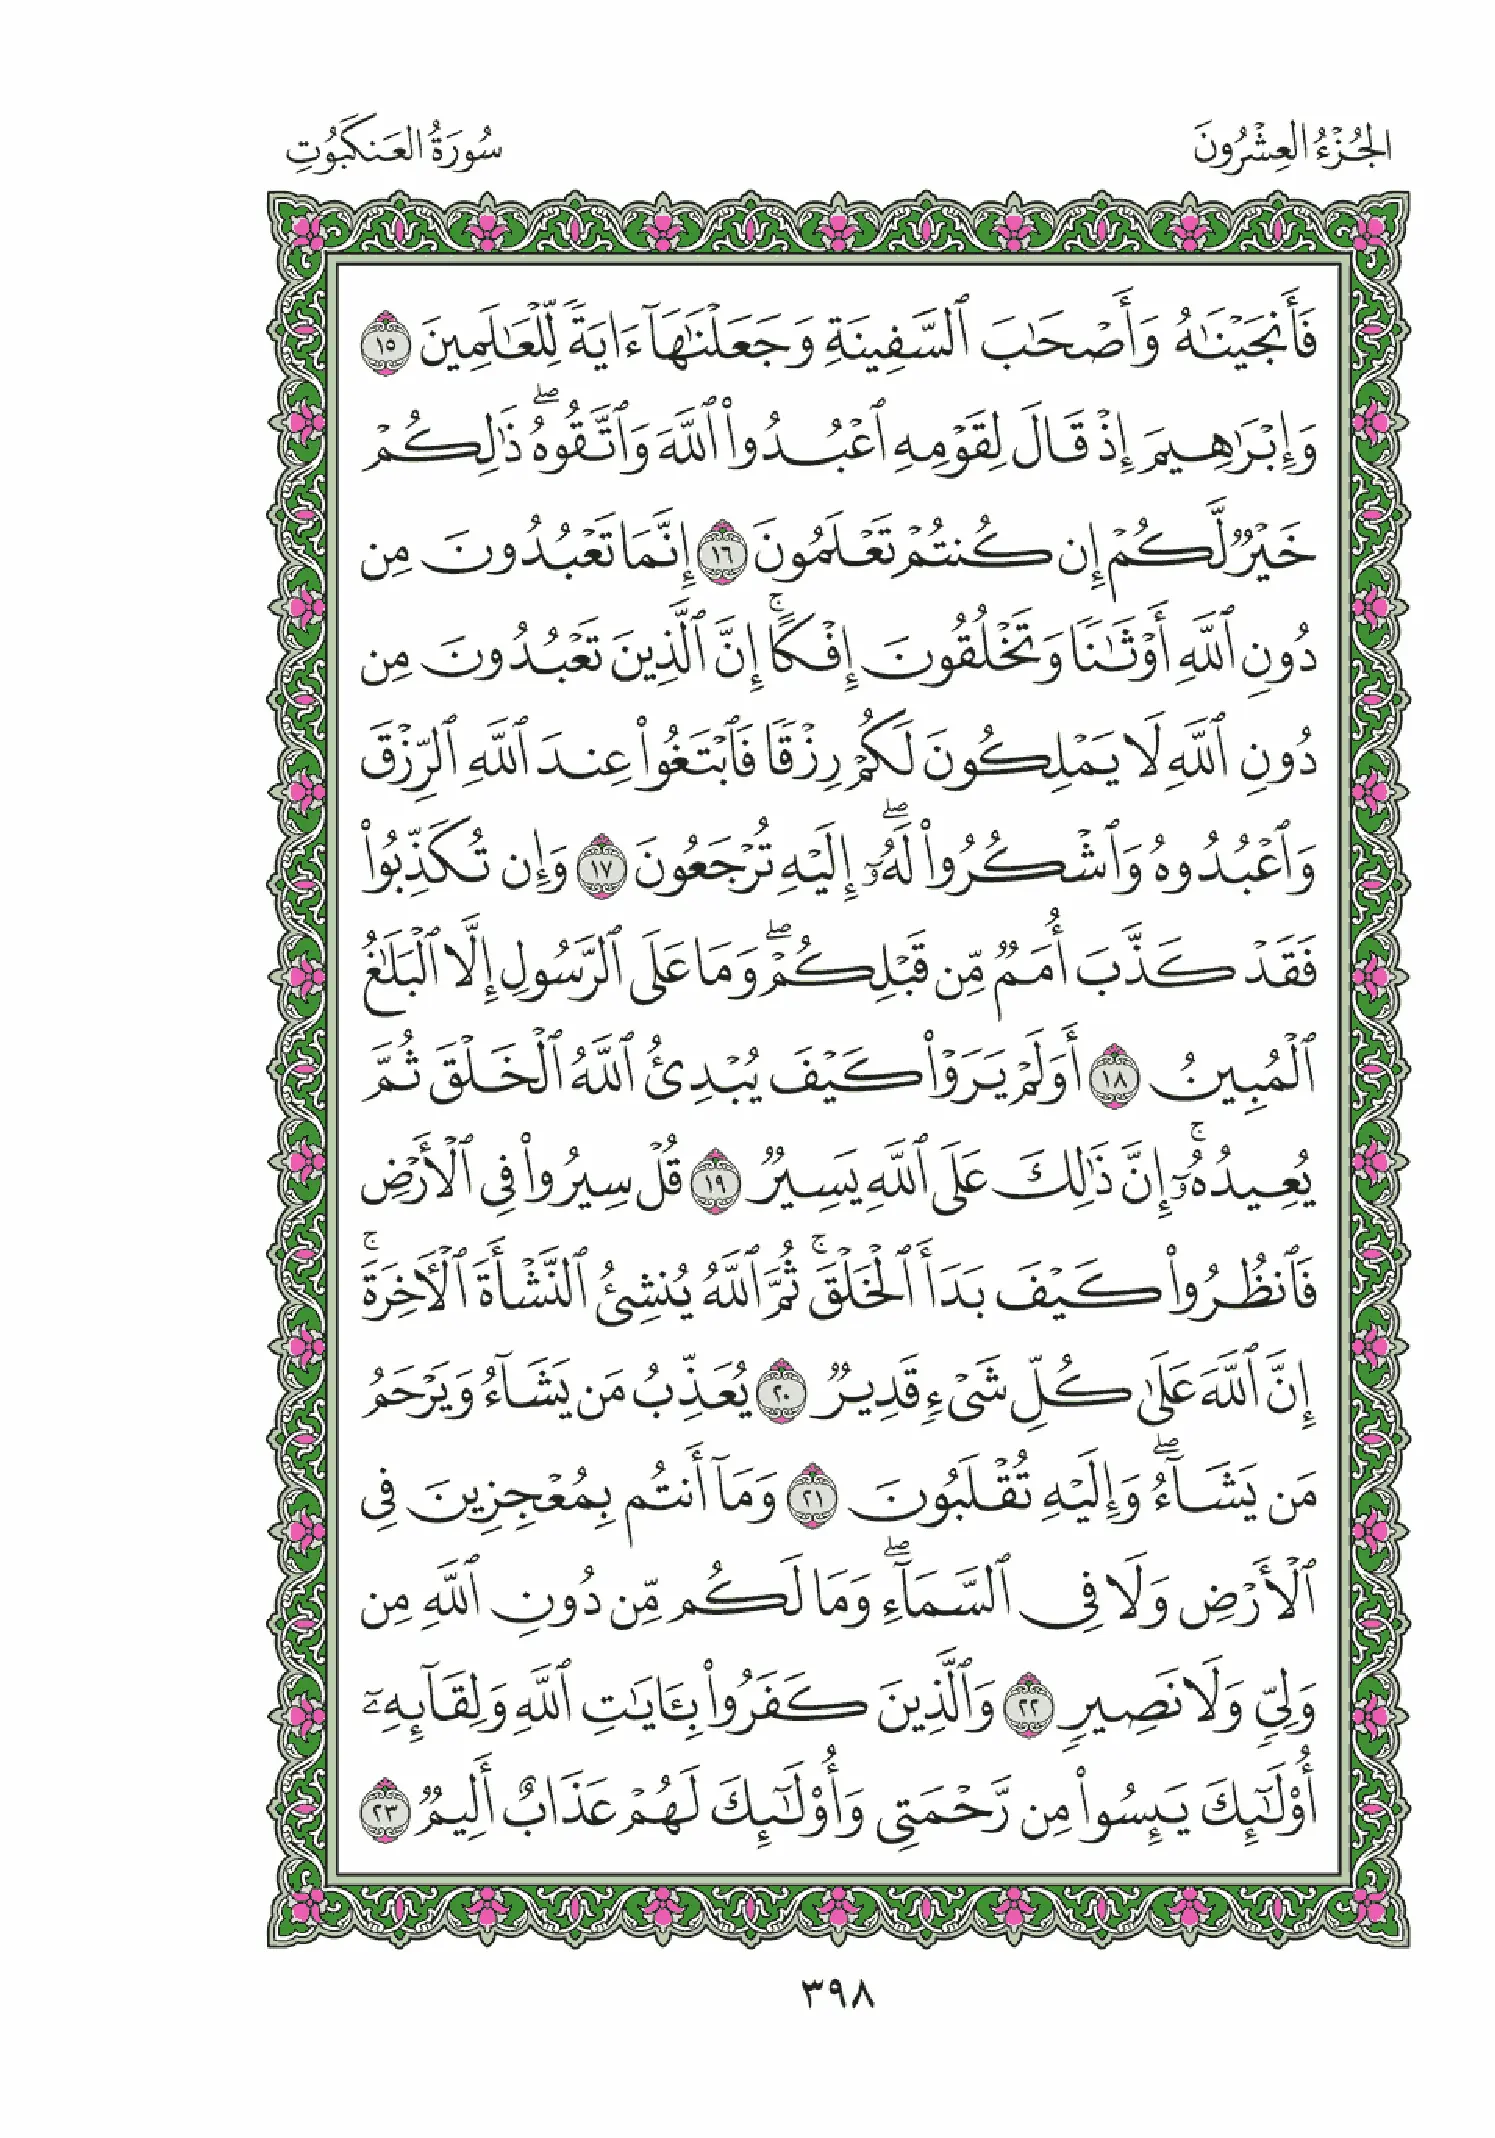 الجُزْءُ العِشْرُونَ
سُورَةُ العَنكَبُوتِ
فَأَنجَيْنَٰهُ وَأَصْحَٰبَ ٱلسَّفِينَةِ وَجَعَلْنَٰهَآ ءَايَةً لِّلْعَٰلَمِينَ ١٥
وَإِبْرَٰهِيمَ إِذْ قَالَ لِقَوْمِهِ ٱعْبُدُوا۟ ٱللَّهَ وَٱتَّقُوهُ ۖ ذَٰلِكُمْ
خَيْرٌ لَّكُمْ إِن كُنتُمْ تَعْلَمُونَ ١٦ إِنَّمَا تَعْبُدُونَ مِن
دُونِ ٱللَّهِ أَوْثَٰنًا وَتَخْلُقُونَ إِفْكًا ۚ إِنَّ ٱلَّذِينَ تَعْبُدُونَ مِن
دُونِ ٱللَّهِ لَا يَمْلِكُونَ لَكُمْ رِزْقًا فَٱبْتَغُوا۟ عِندَ ٱللَّهِ ٱلرِّزْقَ
وَٱعْبُدُوهُ وَٱشْكُرُوا۟ لَهُۥٓ ۖ إِلَيْهِ تُرْجَعُونَ ١٧ وَإِن تُكَذِّبُوا۟
فَقَدْ كَذَّبَ أُمَمٌ مِّن قَبْلِكُمْ ۖ وَمَا عَلَى ٱلرَّسُولِ إِلَّا ٱلْبَلَٰغُ
ٱلْمُبِينُ ١٨ أَوَلَمْ يَرَوْا۟ كَيْفَ يُبْدِئُ ٱللَّهُ ٱلْخَلْقَ ثُمَّ
يُعِيدُهُۥٓ ۚ إِنَّ ذَٰلِكَ عَلَى ٱللَّهِ يَسِيرٌ ١٩ قُلْ سِيرُوا۟ فِى ٱلْأَرْضِ
فَٱنظُرُوا۟ كَيْفَ بَدَأَ ٱلْخَلْقَ ۚ ثُمَّ ٱللَّهُ يُنشِئُ ٱلنَّشْأَةَ ٱلْءَاخِرَةَ ۚ
إِنَّ ٱللَّهَ عَلَىٰ كُلِّ شَىْءٍ قَدِيرٌ ٢٠ يُعَذِّبُ مَن يَشَآءُ وَيَرْحَمُ
مَن يَشَآءُ ۖ وَإِلَيْهِ تُقْلَبُونَ ٢١ وَمَآ أَنتُم بِمُعْجِزِينَ فِى
ٱلْأَرْضِ وَلَا فِى ٱلسَّمَآءِ ۖ وَمَا لَكُم مِّن دُونِ ٱللَّهِ مِن
وَلِىٍّ وَلَا نَصِيرٍ ٢٢ وَٱلَّذِينَ كَفَرُوا۟ بِـَٔايَٰتِ ٱللَّهِ وَلِقَآئِهِۦٓ
أُو۟لَٰٓئِكَ يَئِسُوا۟ مِن رَّحْمَتِى وَأُو۟لَٰٓئِكَ لَهُمْ عَذَابٌ أَلِيمٌ ٢٣
٣٩٨